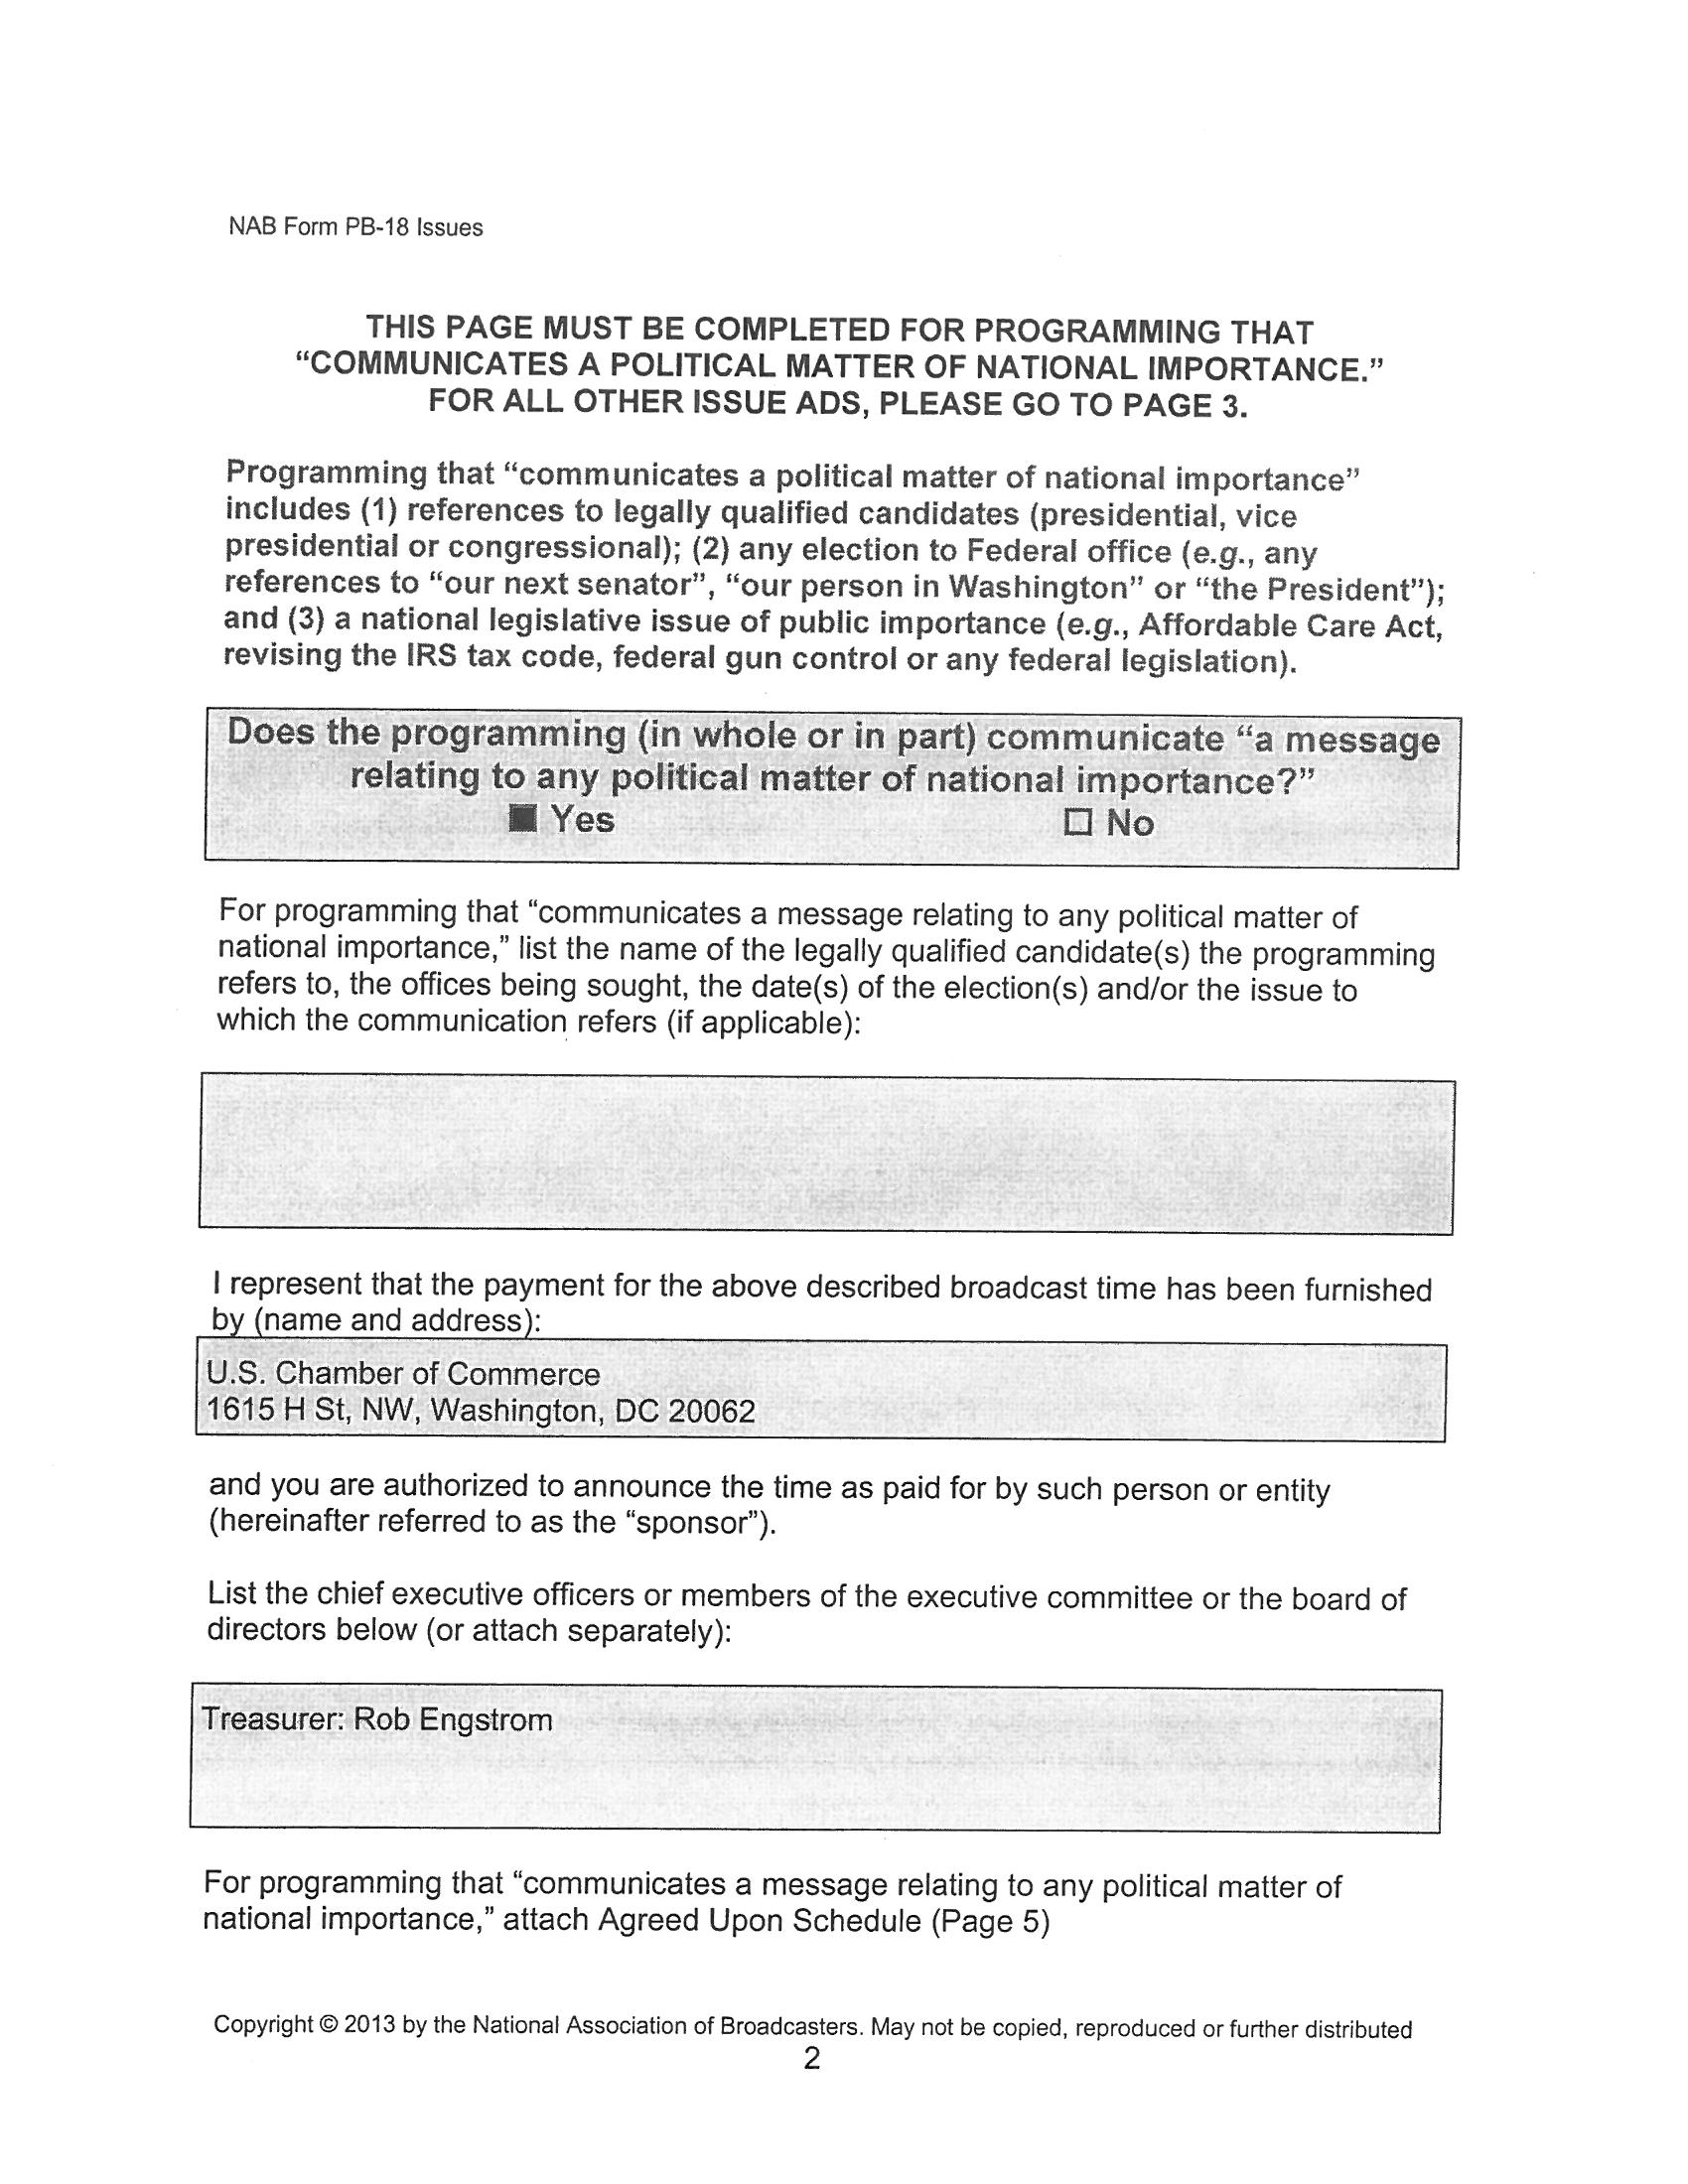 NAB Form PB-18 Issues
THIS PAGE MUST BE COMPLETED FOR PROGRAMMING THAT
“COMMUNICATES A POLITICAL MATTER OF NATIONAL IMPORTANCE.”
FOR ALL OTHER ISSUE ADS, PLEASE GO TO PAGE 3.
Programming that “communicates a political matter of national importance”
includes (1) references to legally qualified candidates (presidential, vice
presidential or congressional); (2) any election to Federal office (e.g., any
references to “our next senator”, “our person in Washington” or “the President”);
and (3) a national legislative issue of public importance (e.g., Affordable Care Act,
revising the IRS tax code, federal gun control or any federal legislation).
Does the programming (in whole or in part) communicate “a message
relating to any political matter of national importance?”
■ Yes ☐ No
For programming that “communicates a message relating to any political matter of
national importance,” list the name of the legally qualified candidate(s) the programming
refers to, the offices being sought, the date(s) of the election(s) and/or the issue to
which the communication refers (if applicable):
I represent that the payment for the above described broadcast time has been furnished
by (name and address):
U.S. Chamber of Commerce
1615 H St, NW, Washington, DC 20062
and you are authorized to announce the time as paid for by such person or entity
(hereinafter referred to as the “sponsor”).
List the chief executive officers or members of the executive committee or the board of
directors below (or attach separately):
Treasurer: Rob Engstrom
For programming that “communicates a message relating to any political matter of
national importance,” attach Agreed Upon Schedule (Page 5)
Copyright © 2013 by the National Association of Broadcasters. May not be copied, reproduced or further distributed
2